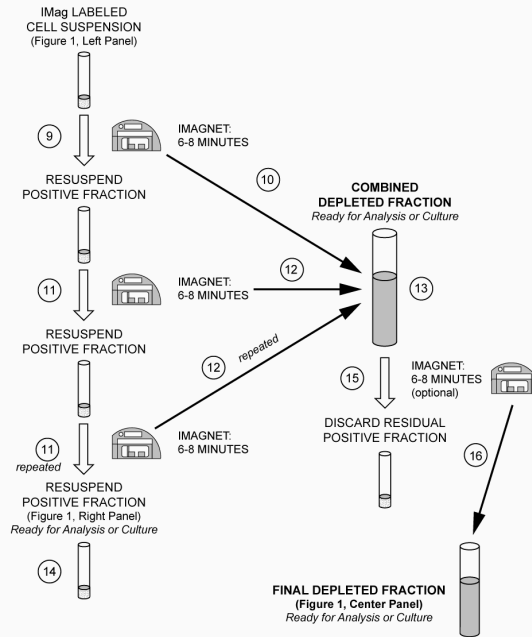 IMag LABELED
CELL SUSPENSION
(Figure 1, Left Panel)
9
IMAGNET:
6-8 MINUTES
10
RESUSPEND
POSITIVE FRACTION
COMBINED
DEPLETED FRACTION
Ready for Analysis or Culture
11
IMAGNET:
6-8 MINUTES
12
13
RESUSPEND
POSITIVE FRACTION
12
repeated
15
IMAGNET:
6-8 MINUTES
(optional)
11
repeated
IMAGNET:
6-8 MINUTES
DISCARD RESIDUAL
POSITIVE FRACTION
16
RESUSPEND
POSITIVE FRACTION
(Figure 1, Right Panel)
Ready for Analysis or Culture
14
FINAL DEPLETED FRACTION
(Figure 1, Center Panel)
Ready for Analysis or Culture